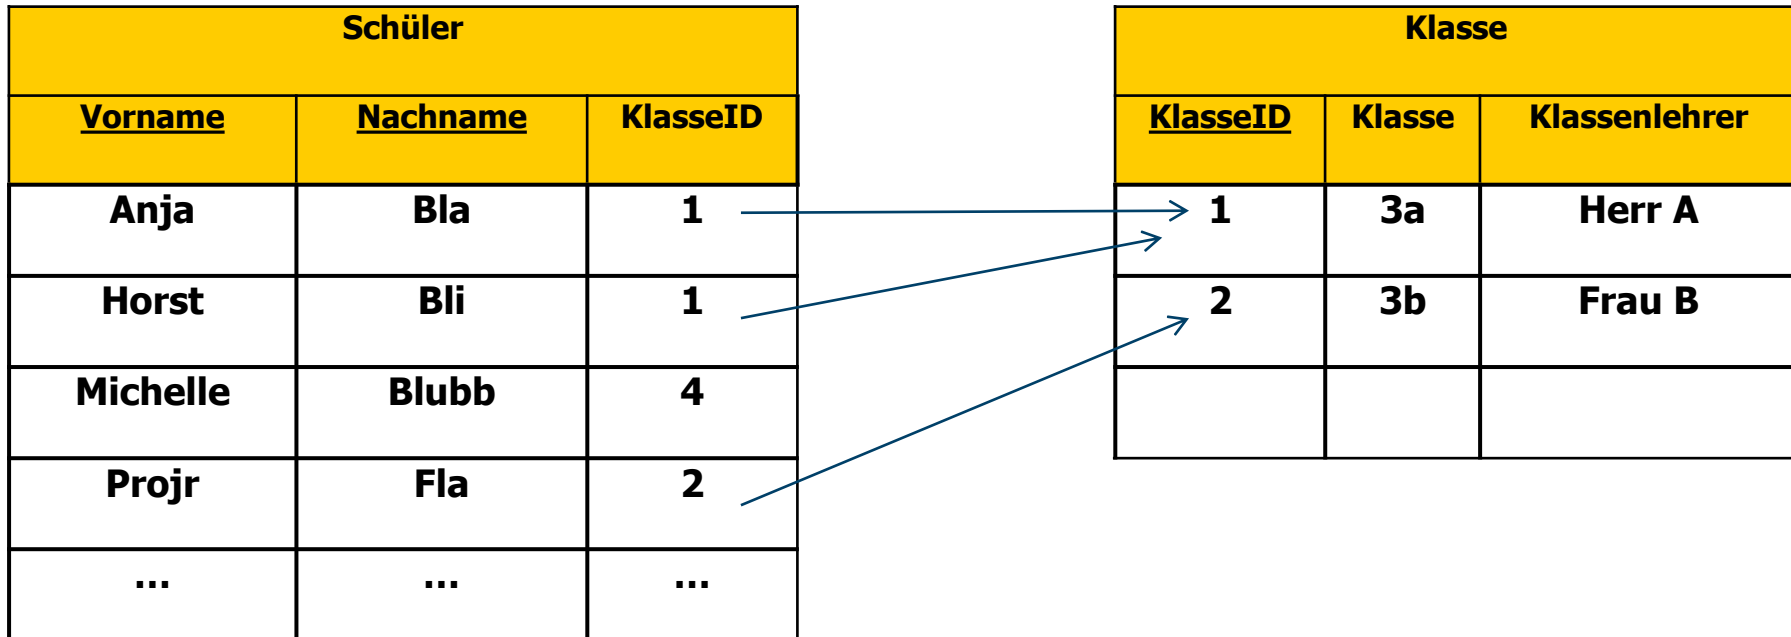 Schüler
Vorname Nachname KlasseID
Anja Bla 1
Horst Bli 1
Michelle Blubb 4
Projr Fla 2
... ... ...
Klasse
KlasseID Klasse Klassenlehrer
1 3a Herr A
2 3b Frau B